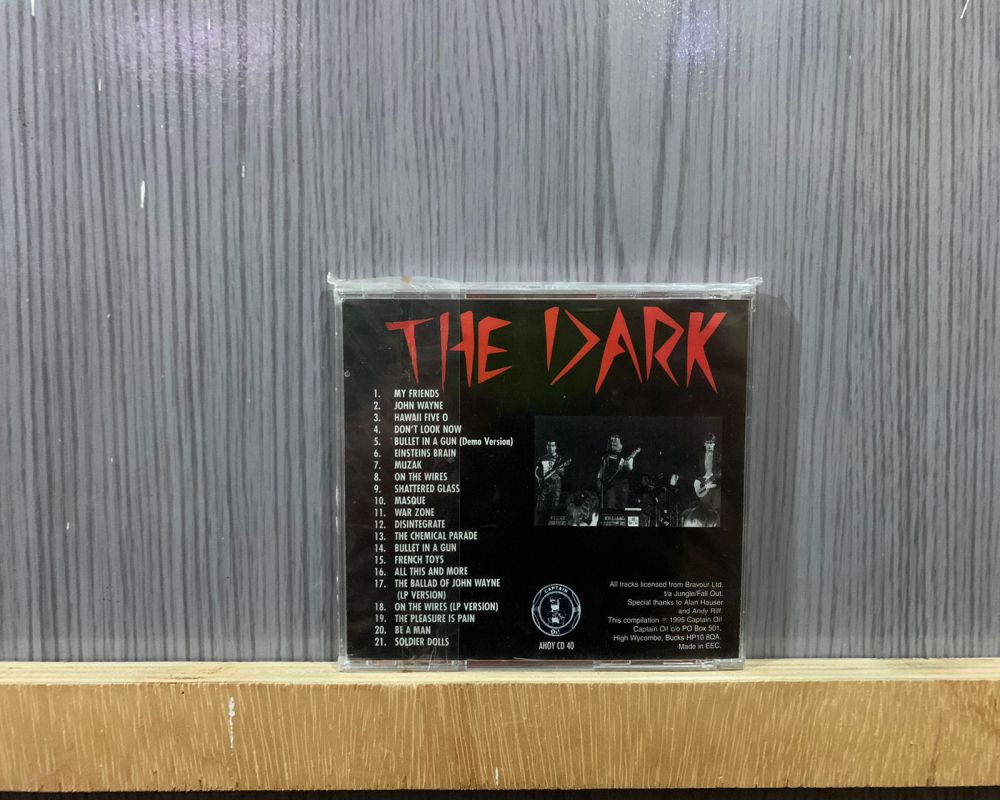 THE DARK
1. MY FRIENDS
2. JOHN WAYNE
3. HAWAII FIVE O
4. DON'T LOOK NOW
5. BULLET IN A GUN (Demo Version)
6. EINSTEINS BRAIN
7. MUZAK
8. ON THE WIRES
9. SHATTERED GLASS
10. MASQUE
11. WAR ZONE
12. DISINTEGRATE
13. THE CHEMICAL PARADE
14. BULLET IN A GUN
15. FRENCH TOYS
16. ALL THIS AND MORE
17. THE BALLAD OF JOHN WAYNE
(LP VERSION)
18. ON THE WIRES (LP VERSION)
19. THE PLEASURE IS PAIN
20. BE A MAN
21. SOLDIER DOLLS
CAPTAIN
Oi!
AHOY CD 40
All tracks licensed from Bravour Ltd.
t/a Jungle/Fall Out.
Special thanks to Alan Hauser
and Andy Riff.
This compilation ℗ 1995 Captain Oi!
Captain Oi! c/o PO Box 501,
High Wycombe, Bucks HP10 8QA.
Made in EEC.